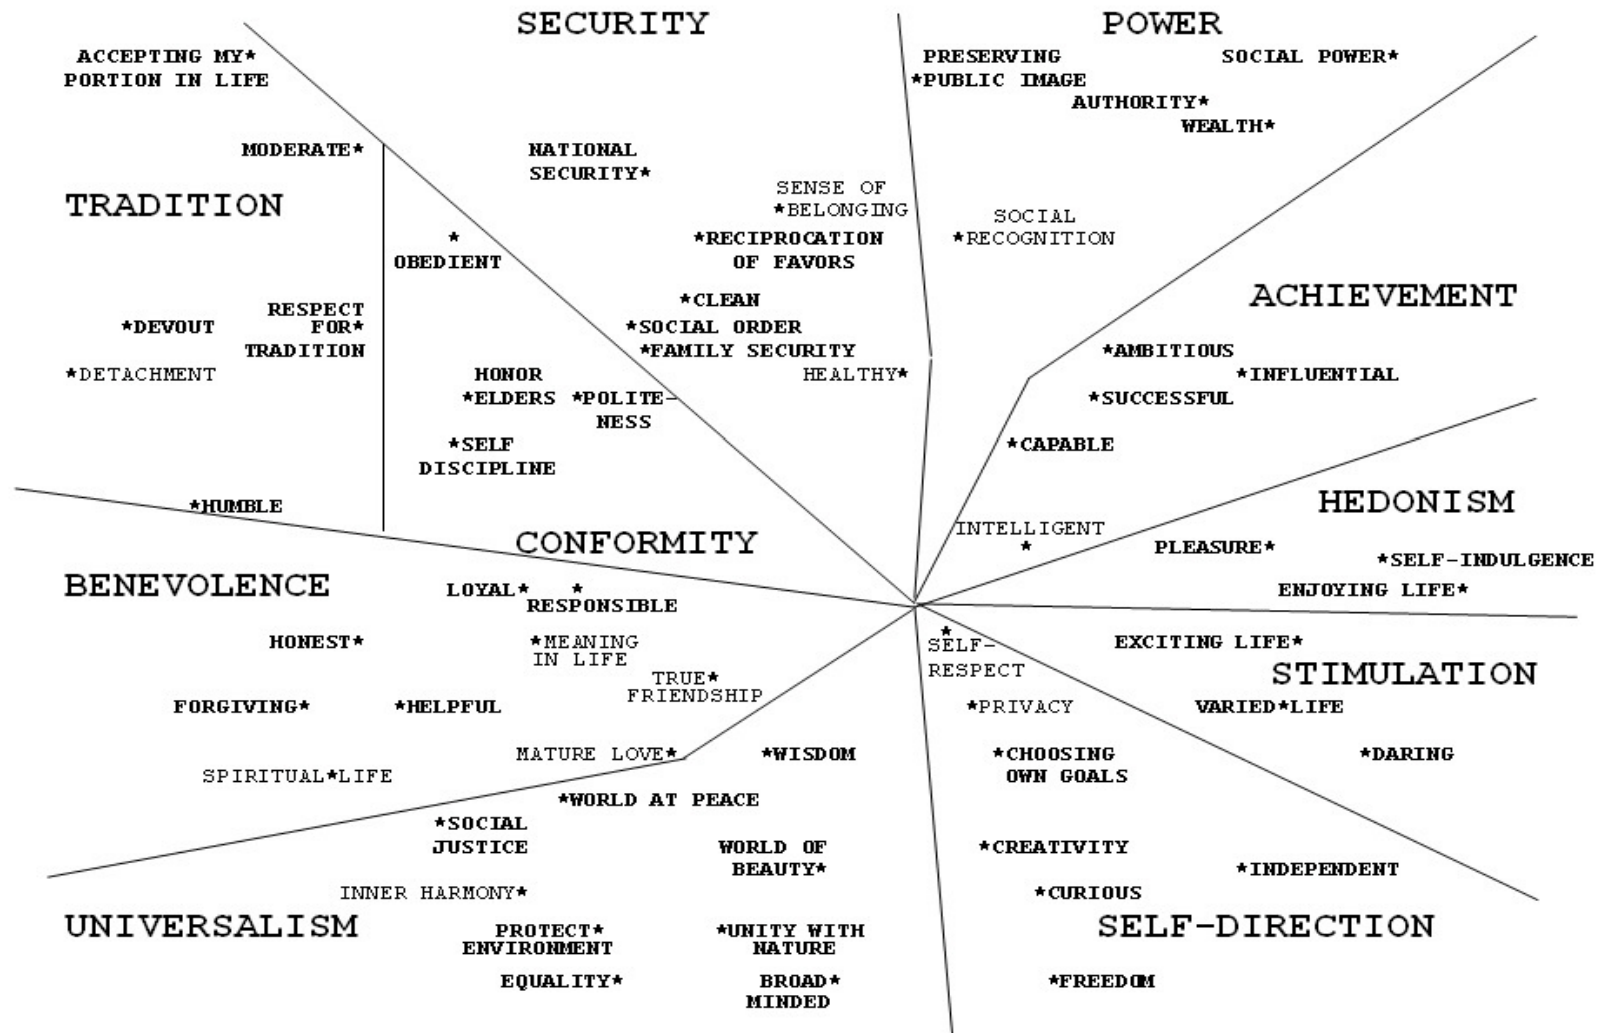 SECURITY
POWER
ACCEPTING MY*
PORTION IN LIFE
PRESERVING
*PUBLIC IMAGE
SOCIAL POWER*
AUTHORITY*
WEALTH*
MODERATE*
NATIONAL
SECURITY*
TRADITION
SENSE OF
*BELONGING
SOCIAL
*RECOGNITION
*
OBEDIENT
*RECIPROCATION
OF FAVORS
ACHIEVEMENT
*CLEAN
RESPECT
FOR*
TRADITION
*DEVOUT
*DETACHMENT
*SOCIAL ORDER
*FAMILY SECURITY
HEALTHY*
*AMBITIOUS
*INFLUENTIAL
*SUCCESSFUL
HONOR
*ELDERS
*POLITE-
NESS
*SELF
DISCIPLINE
*CAPABLE
*HUMBLE
HEDONISM
CONFORMITY
INTELLIGENT
*
PLEASURE*
*SELF-INDULGENCE
ENJOYING LIFE*
BENEVOLENCE
LOYAL*
*
RESPONSIBLE
HONEST*
*MEANING
IN LIFE
*
SELF-
RESPECT
EXCITING LIFE*
STIMULATION
TRUE*
FRIENDSHIP
FORGIVING*
*HELPFUL
*PRIVACY
VARIED*LIFE
MATURE LOVE*
*WISDOM
*CHOOSING
OWN GOALS
*DARING
SPIRITUAL*LIFE
*WORLD AT PEACE
*SOCIAL
JUSTICE
WORLD OF
BEAUTY*
*CREATIVITY
*INDEPENDENT
INNER HARMONY*
*CURIOUS
UNIVERSALISM
PROTECT*
ENVIRONMENT
*UNITY WITH
NATURE
SELF-DIRECTION
EQUALITY*
BROAD*
MINDED
*FREEDOM